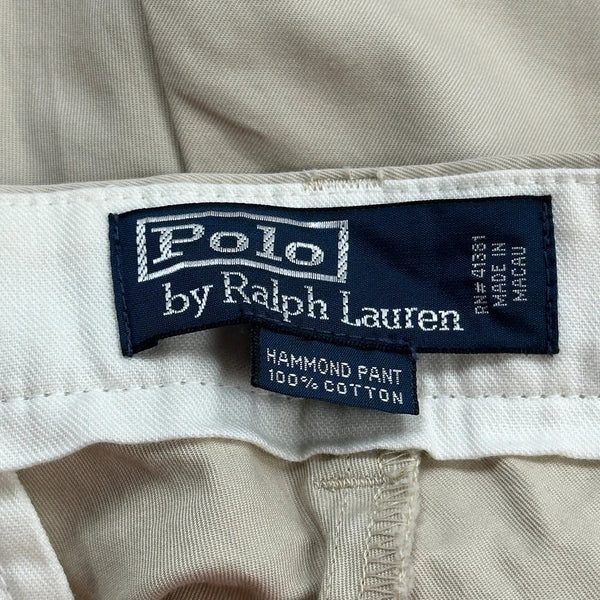 Polo
by Ralph Lauren
RN# 41381
MADE IN
MACAU
HAMMOND PANT
100% COTTON